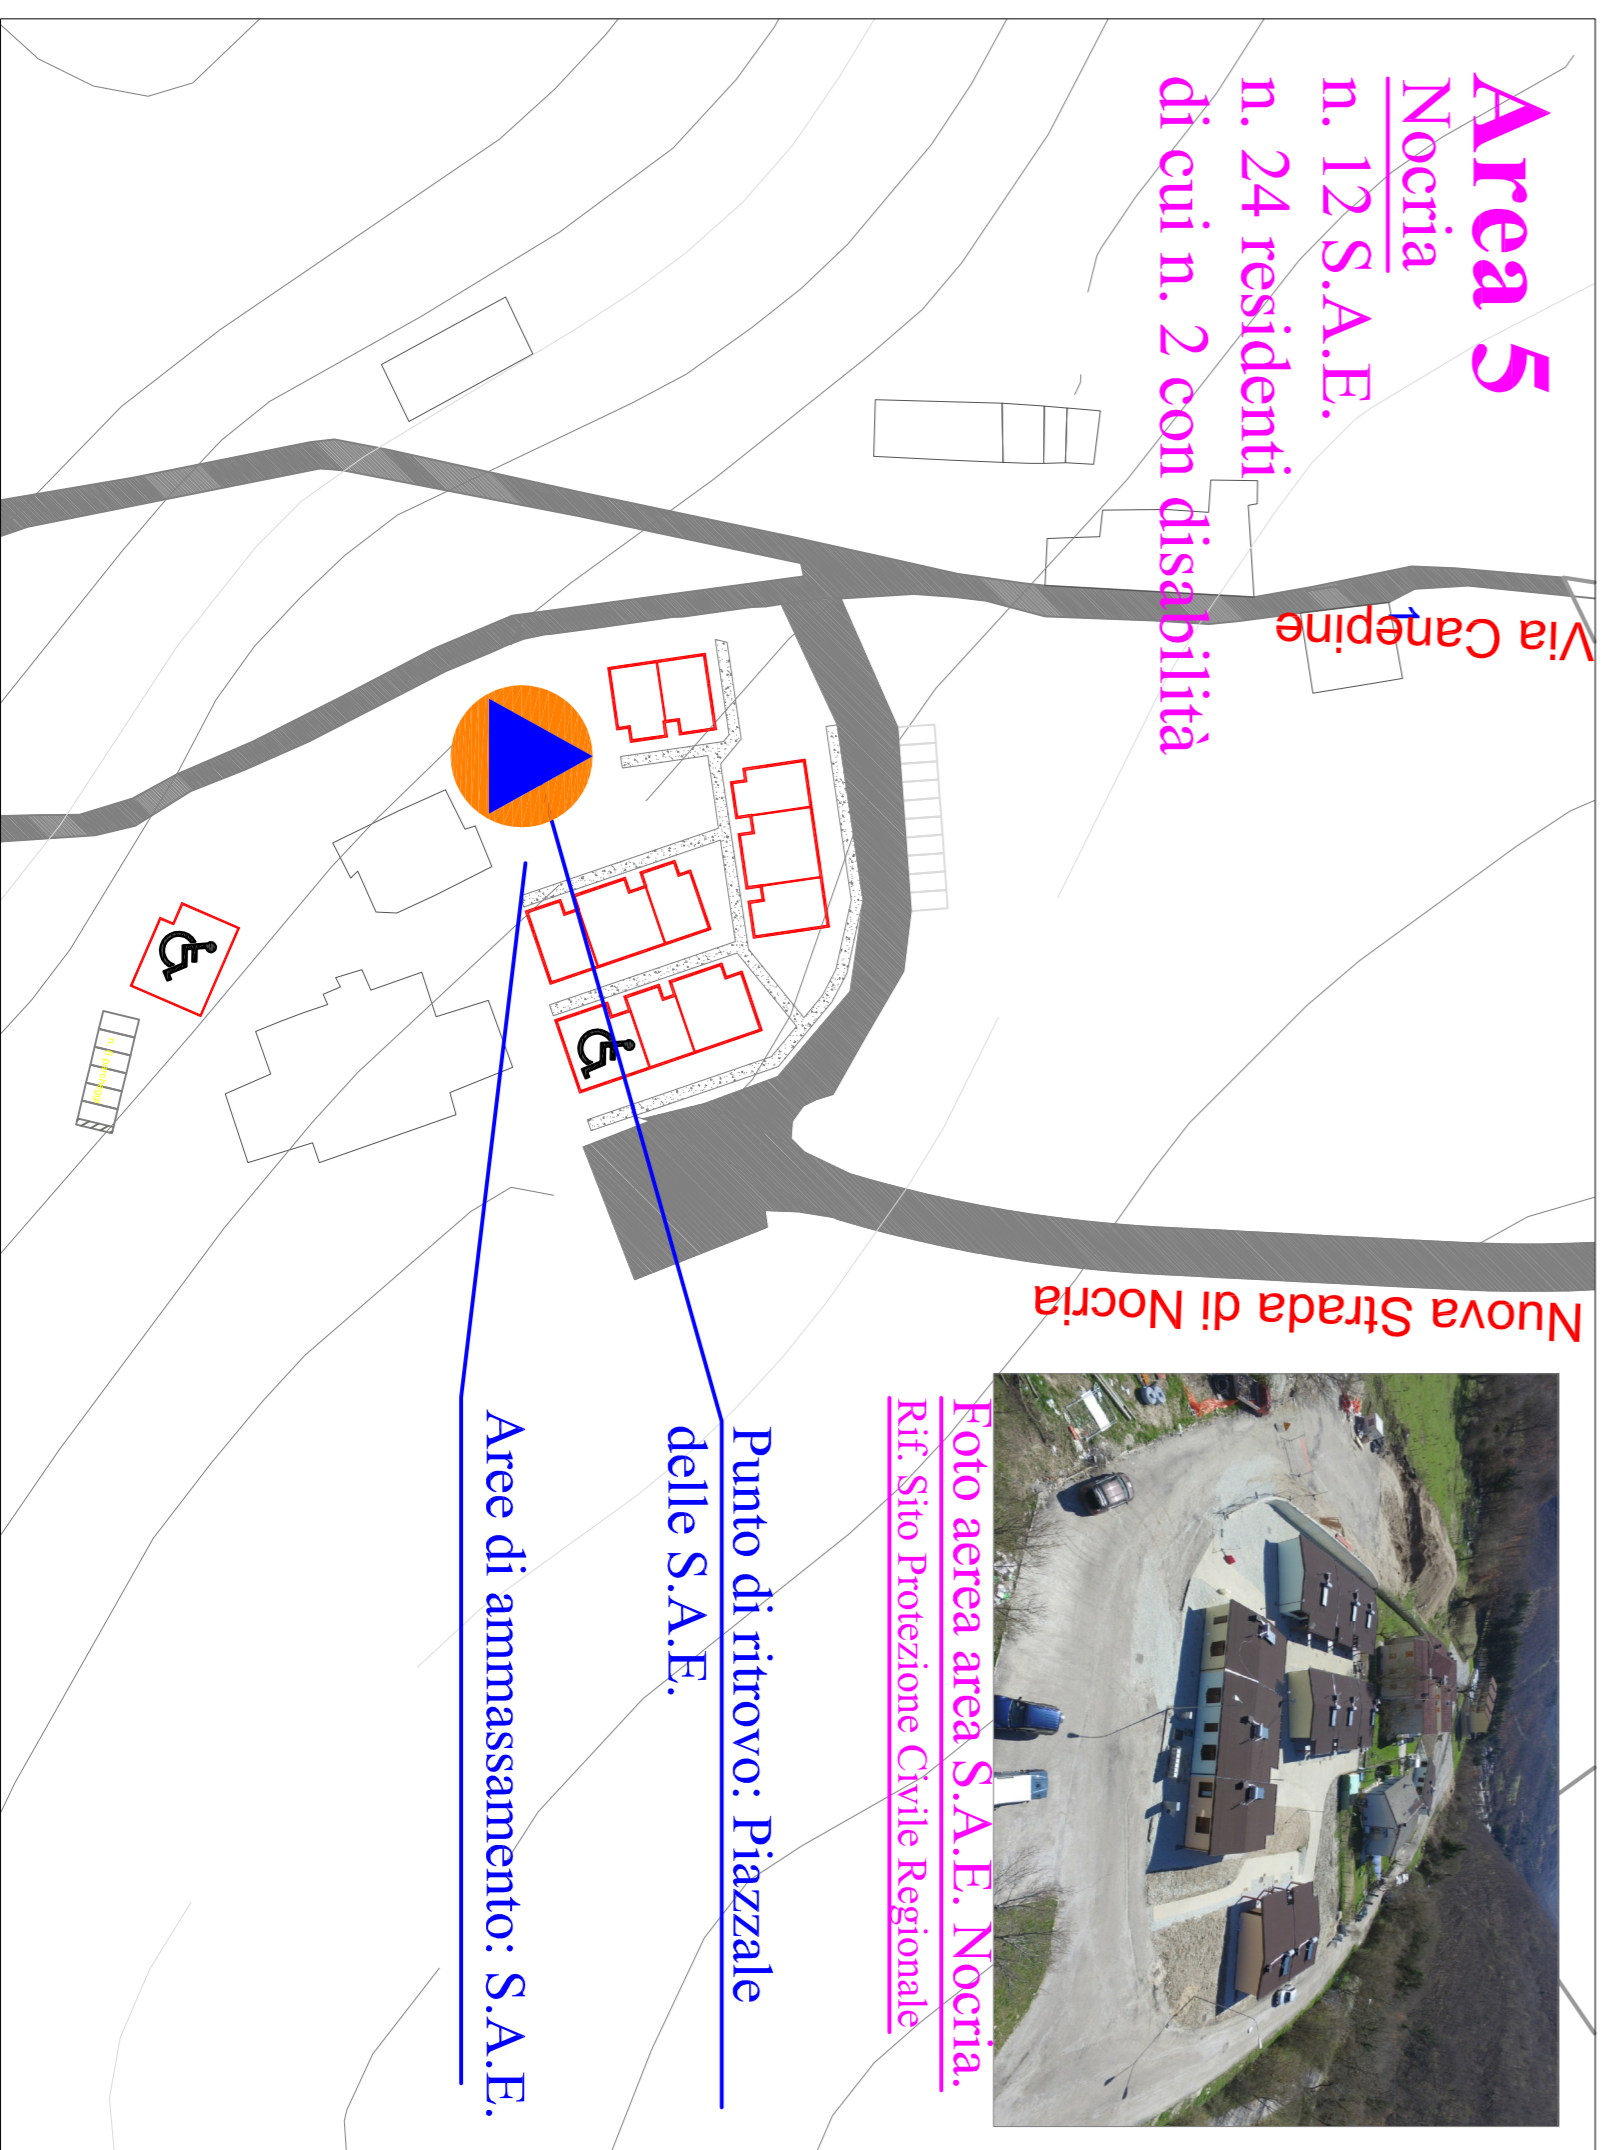 Area 5
Nocria
n. 12 S.A.E.
n. 24 residenti
di cui n. 2 con disabilità
Via Canepine
1
Nuova Strada di Nocria
Foto aerea area S.A.E. Nocria.
Rif. Sito Protezione Civile Regionale
Punto di ritrovo: Piazzale
delle S.A.E.
Aree di ammassamento: S.A.E.